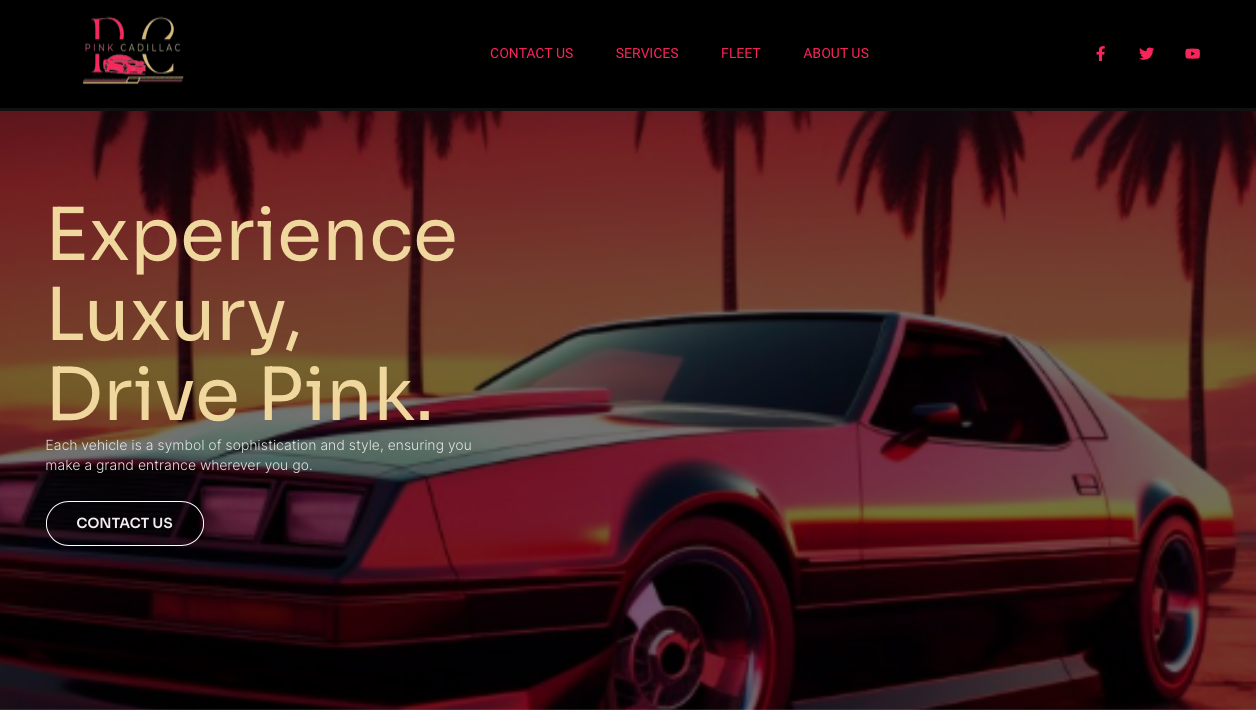 PC
PINK CADILLAC
CONTACT US
SERVICES
FLEET
ABOUT US
Experience
Luxury,
Drive Pink.
Each vehicle is a symbol of sophistication and style, ensuring you
make a grand entrance wherever you go.
CONTACT US